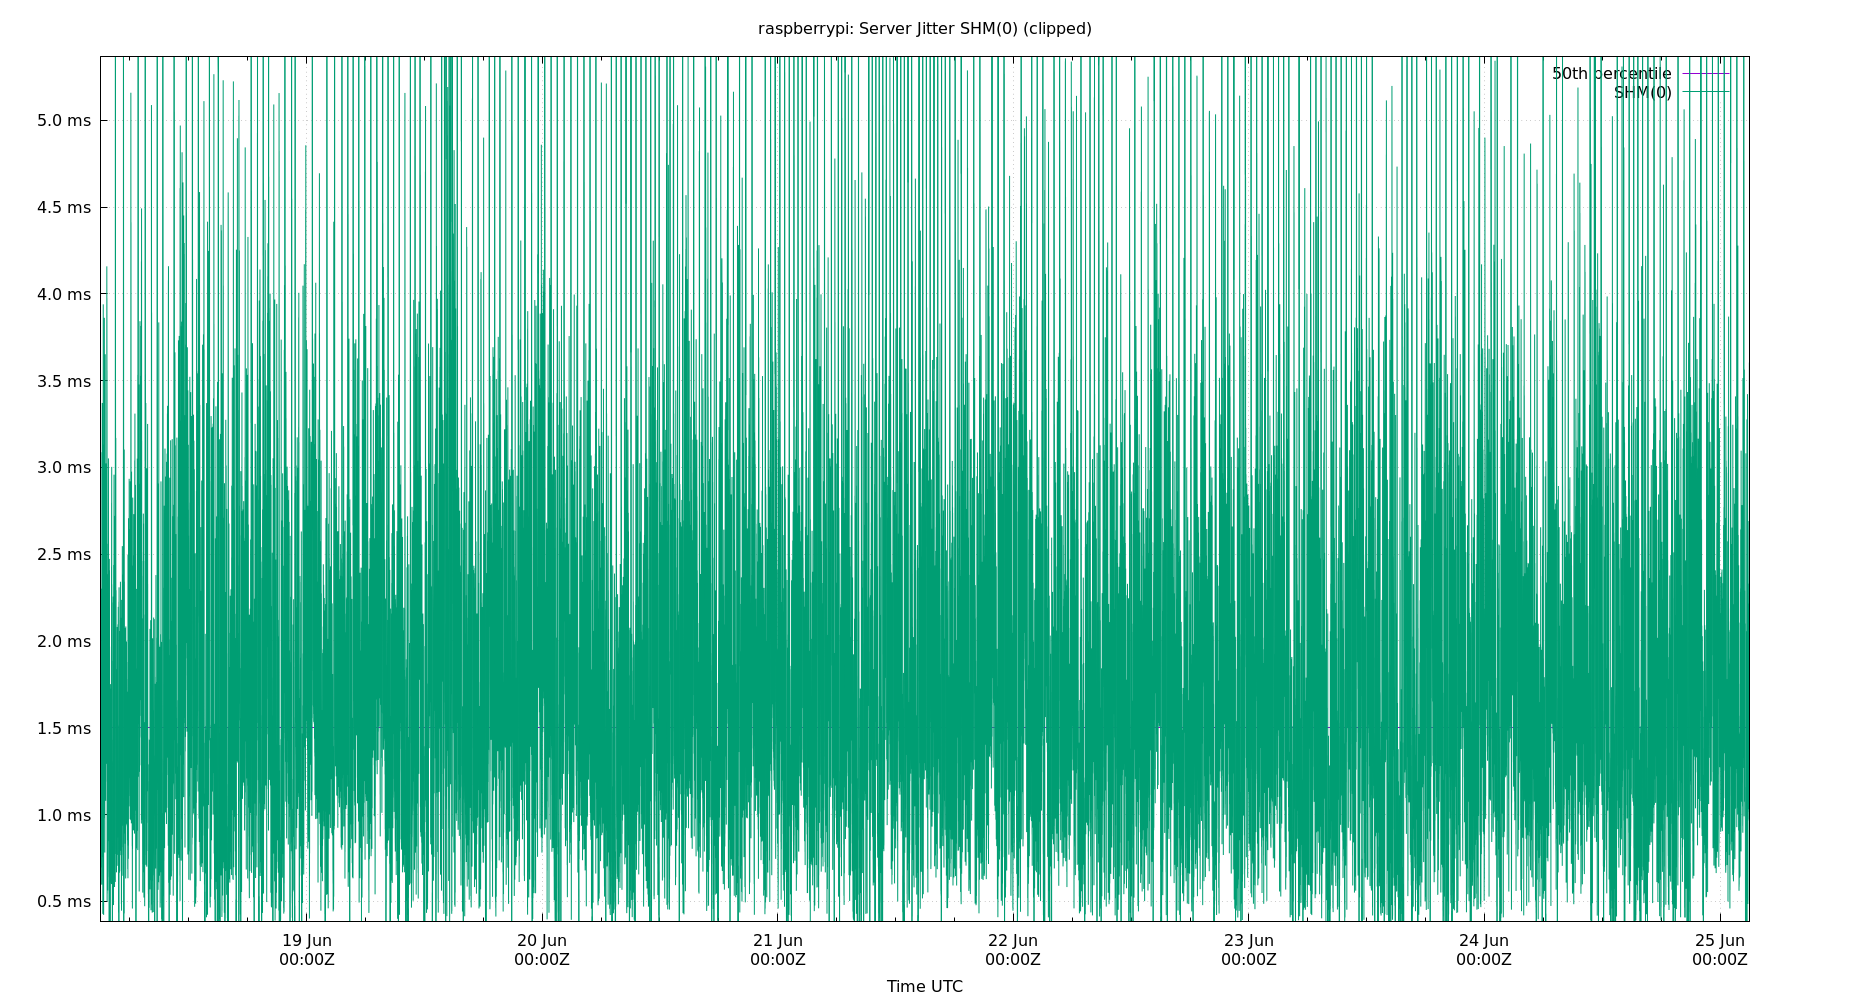 raspberrypi: Server Jitter SHM(0) (clipped)
50th percentile
SHM(0)
5.0 ms
4.5 ms
4.0 ms
3.5 ms
3.0 ms
2.5 ms
2.0 ms
1.5 ms
1.0 ms
0.5 ms
19 Jun 20 Jun 21 Jun 22 Jun 23 Jun 24 Jun 25 Jun
00:00Z 00:00Z 00:00Z 00:00Z 00:00Z 00:00Z 00:00Z
Time UTC